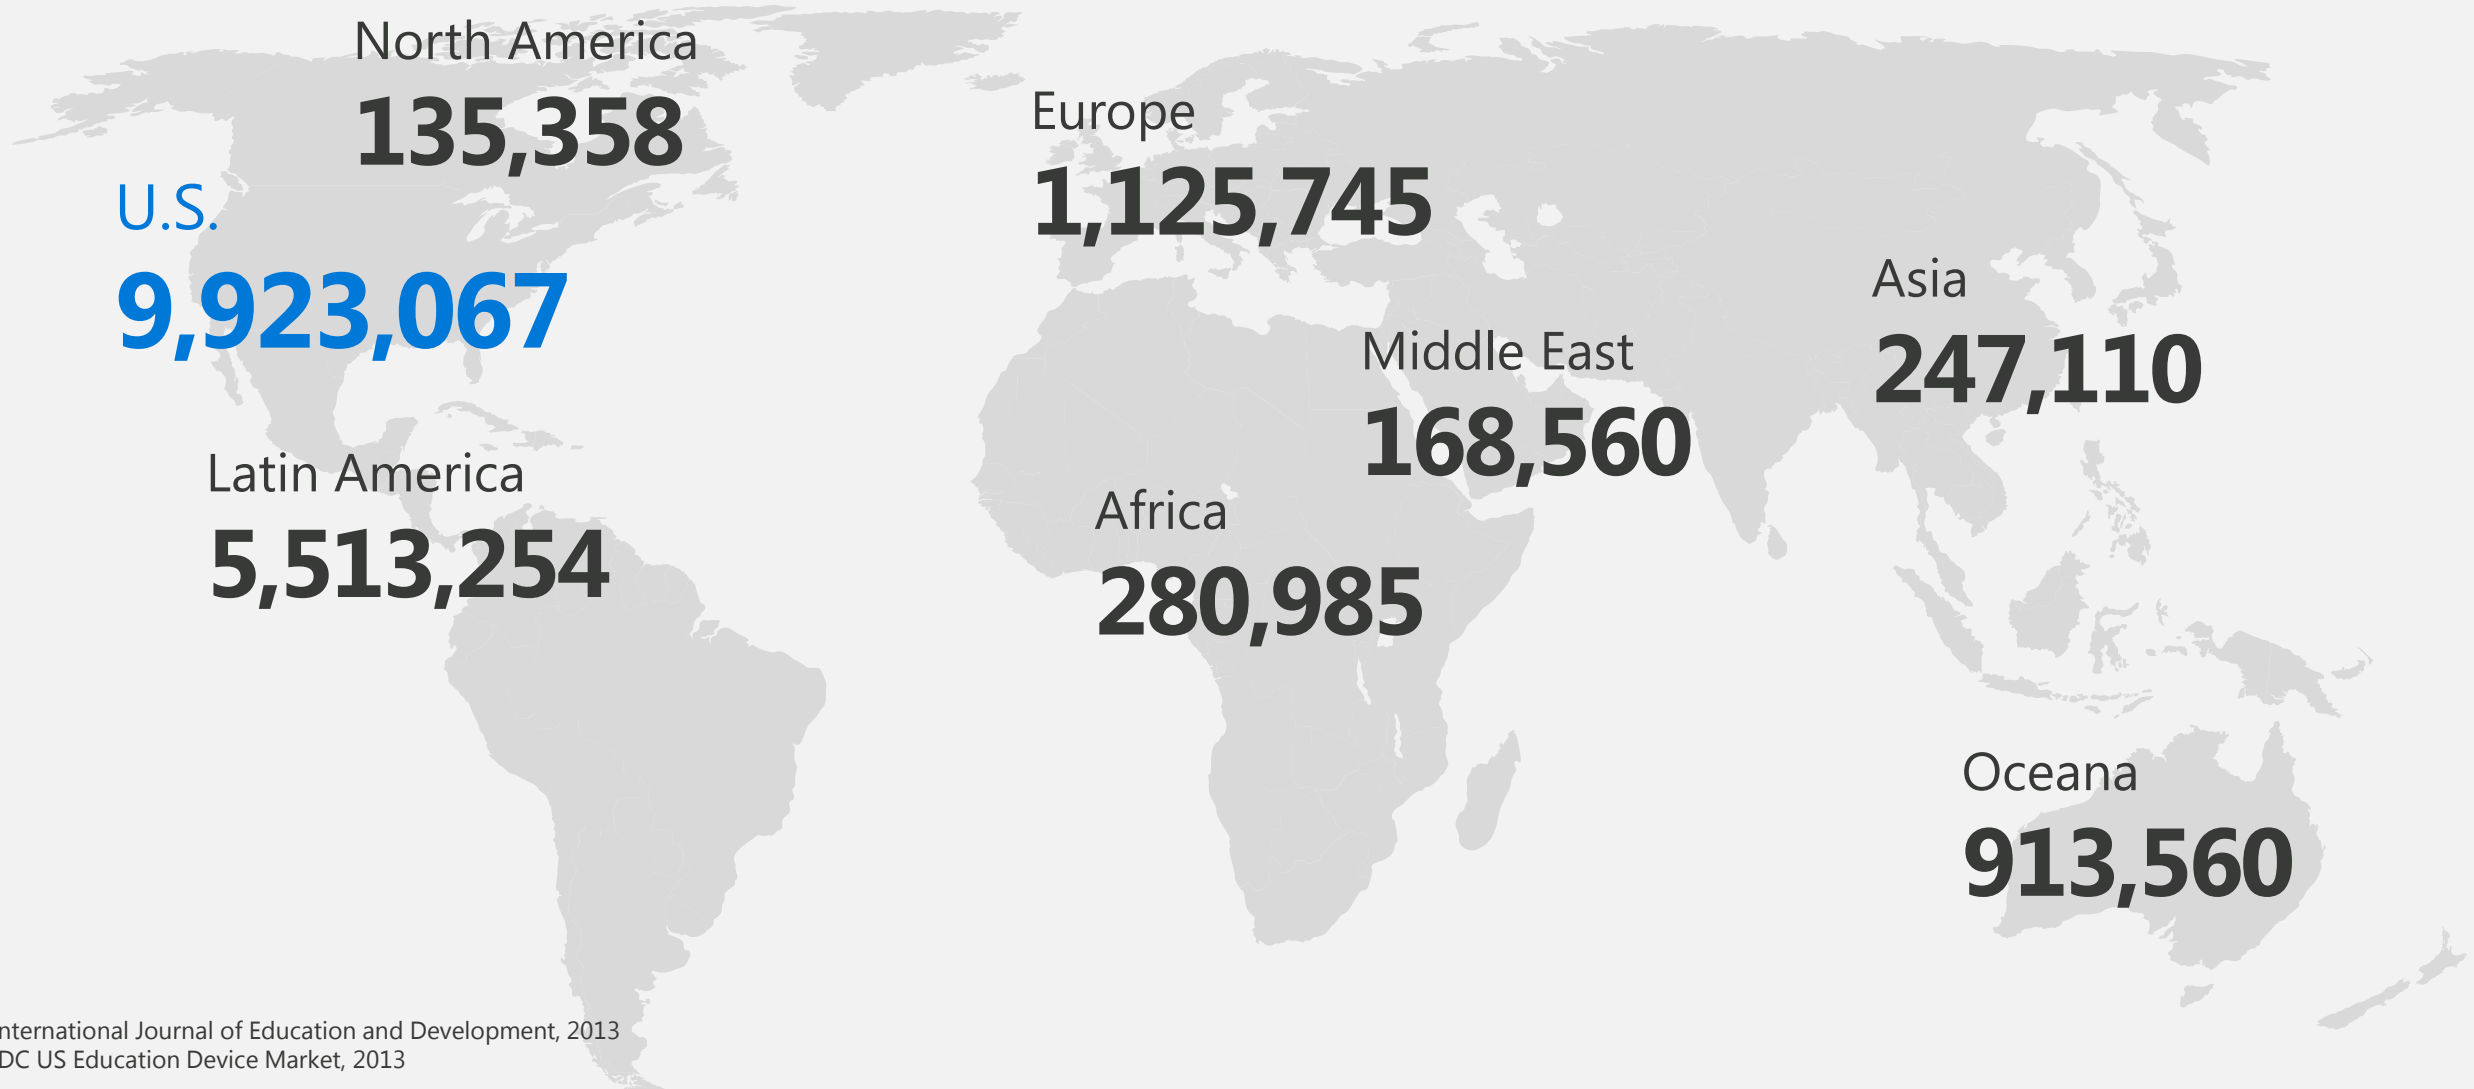 North America
135,358
U.S.
9,923,067
Latin America
5,513,254
Europe
1,125,745
Middle East
168,560
Africa
280,985
Asia
247,110
Oceana
913,560
nternational Journal of Education and Development, 2013
DC US Education Device Market, 2013